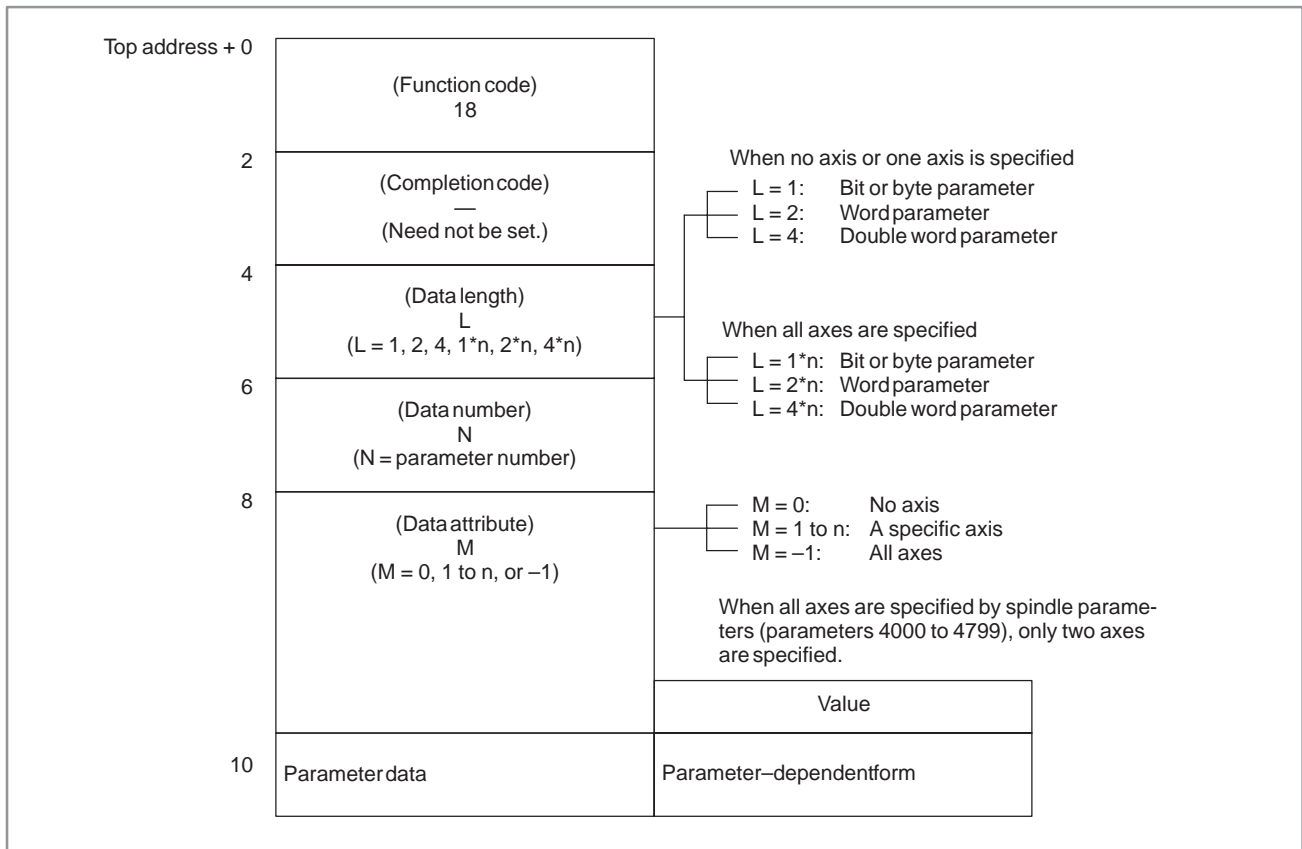 Top address + 0
(Function code)
18
2
(Completion code)
—
(Need not be set.)
When no axis or one axis is specified
L = 1: Bit or byte parameter
L = 2: Word parameter
L = 4: Double word parameter
4
(Data length)
L
(L = 1, 2, 4, 1*n, 2*n, 4*n)
When all axes are specified
L = 1*n: Bit or byte parameter
L = 2*n: Word parameter
L = 4*n: Double word parameter
6
(Data number)
N
(N = parameter number)
8
(Data attribute)
M
(M = 0, 1 to n, or –1)
M = 0: No axis
M = 1 to n: A specific axis
M = –1: All axes
When all axes are specified by spindle parame-
ters (parameters 4000 to 4799), only two axes
are specified.
Value
10
Parameter data
Parameter–dependent form